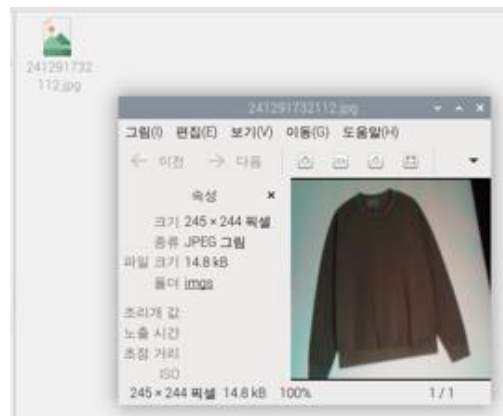 241291732
112.jpg
241291732112.jpg
그림(I) 편집(E) 보기(V) 이동(G) 도움말(H)
이전 다음
속성
크기 245 × 244 픽셀
종류 JPEG 그림
파일 크기 14.8 kB
폴더 imgs
조리개 값
노출 시간
초점 거리
ISO
245 × 244 픽셀 14.8 kB 100% 1 / 1